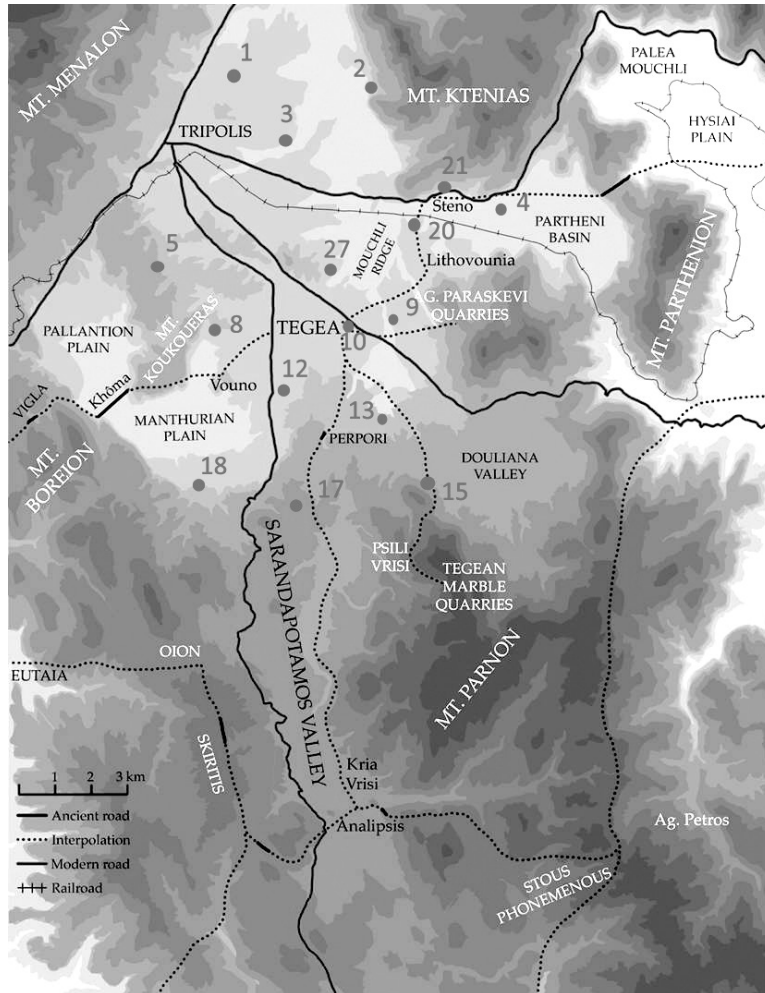 MT. MENALON
1
2
MT. KTENIAS
PALEA
MOUCHLI
HYSIAI
PLAIN
3
TRIPOLIS
21
Steno
4
20
PARTHENI
BASIN
MOUCHLI
RIDGE
Lithovounia
5
27
MT. PARTHENION
PALLANTION
PLAIN
MT.
KOUKOUERAS
8
TEGEA
10
9
G. PARASKEVI
QUARRIES
VIGLA
Khôma
Vouno
12
MANTHURIAN
PLAIN
13
PERPORI
MT.
BOREION
18
17
15
DOULIANA
VALLEY
PSILI
VRISI
TEGEAN
MARBLE
QUARRIES
SARANDAPOTAMOS VALLEY
OION
EUTAIA
MT. PARNON
SKIRITIS
Kria
Vrisi
Analipsis
Ag. Petros
STOUS
PHONEMENOUS
1 2 3 km
Ancient road
Interpolation
Modern road
Railroad